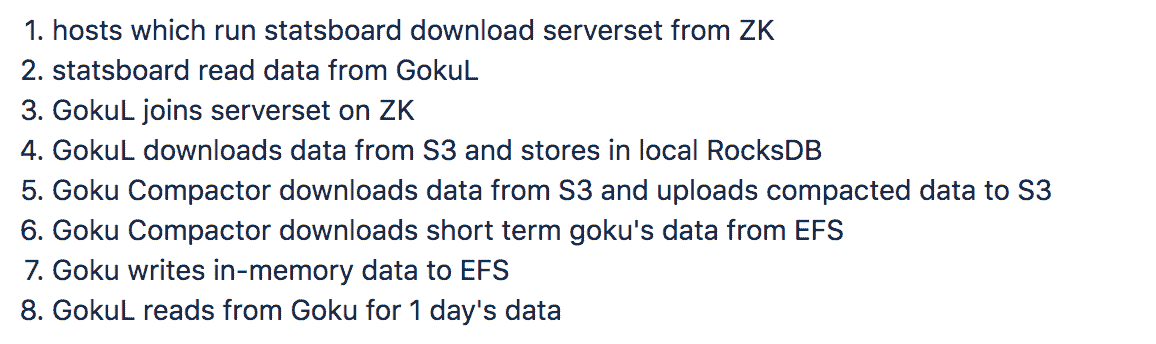 1. hosts which run statsboard download serverset from ZK
2. statsboard read data from GokuL
3. GokuL joins serverset on ZK
4. GokuL downloads data from S3 and stores in local RocksDB
5. Goku Compactor downloads data from S3 and uploads compacted data to S3
6. Goku Compactor downloads short term goku's data from EFS
7. Goku writes in-memory data to EFS
8. GokuL reads from Goku for 1 day's data